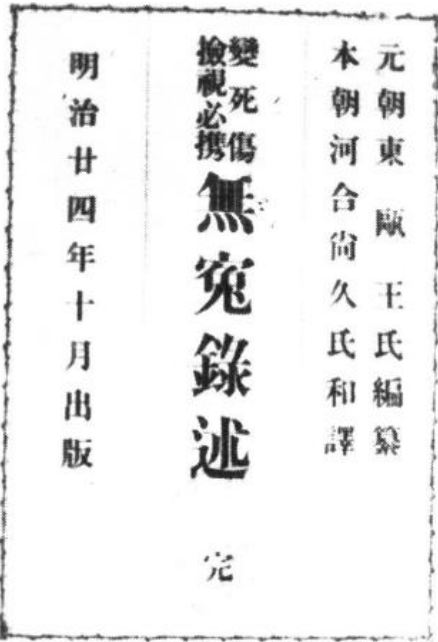 元朝東甌王氏編纂
本朝河合尙久氏和譯
變死傷
撿視必携
無寃錄述 完
明治廿四年十月出版